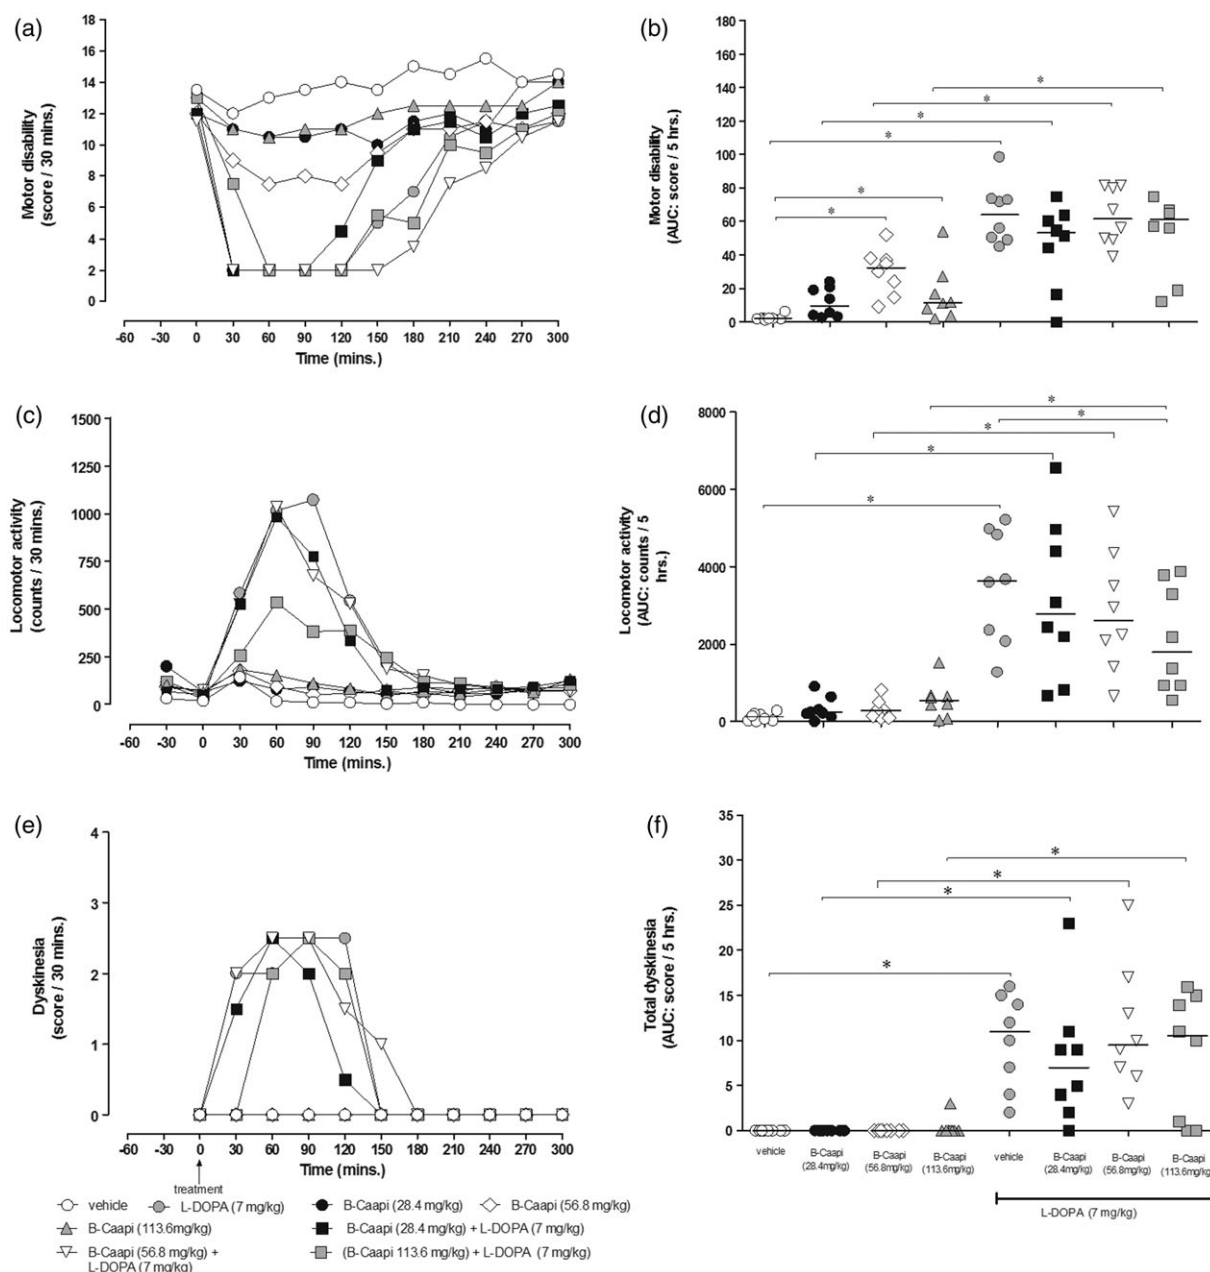 (a)
18
16
14
12
10
8
6
4
2
0
Motor disability
(score / 30 mins.)
-60 -30 0 30 60 90 120 150 180 210 240 270 300
Time (mins.)
(b)
180
160
140
120
100
80
60
40
20
0
Motor disability
(AUC: score / 5 hrs.)
*
*
*
*
*
*
(c)
1500
1250
1000
750
500
250
0
Locomotor activity
(counts / 30 mins.)
-60 -30 0 30 60 90 120 150 180 210 240 270 300
Time (mins.)
(d)
8000
6000
4000
2000
0
Locomotor activity
(AUC: counts / 5
hrs.)
*
*
*
*
*
(e)
4
3
2
1
0
Dyskinesia
(score / 30 mins.
-60 -30 0 30 60 90 120 150 180 210 240 270 300
Time (mins.)
treatment
(f)
35
30
25
20
15
10
5
0
Total dyskinesia
(AUC: score / 5 hrs.)
*
*
*
*
vehicle B-Caapi B-Caapi B-Caapi vehicle B-Caapi B-Caapi B-Caapi
(28.4mg/kg) (56.8mg/kg) (113.6mg/kg) (28.4mg/kg) (56.8mg/kg) (113.6mg/kg)
L-DOPA (7 mg/kg)
vehicle L-DOPA (7 mg/kg) B-Caapi (28.4 mg/kg) B-Caapi (56.8 mg/kg)
B-Caapi (113.6mg/kg) B-Caapi (28.4 mg/kg) + L-DOPA (7 mg/kg)
B-Caapi (56.8 mg/kg) + (B-Caapi 113.6 mg/kg) + L-DOPA (7 mg/kg)
L-DOPA (7 mg/kg)